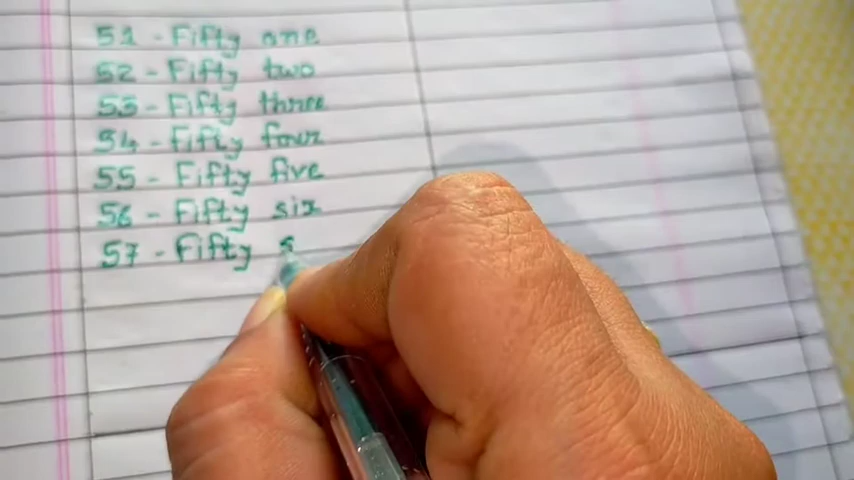 51 - Fifty one
52 - Fifty two
53 - Fifty three
54 - Fifty four
55 - Fifty five
56 - Fifty six
57 - Fifty s